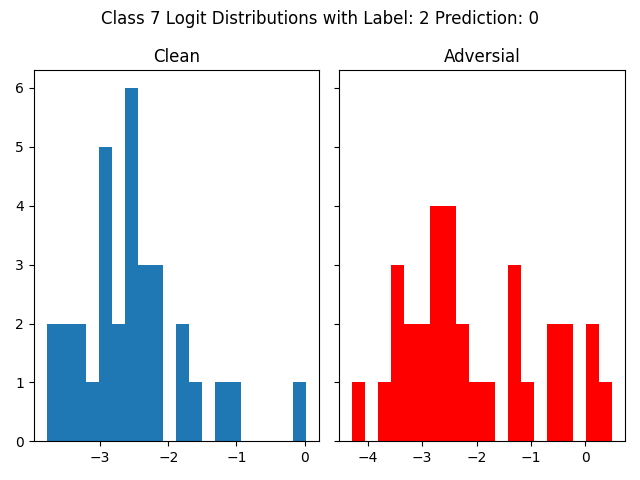 Class 7 Logit Distributions with Label: 2 Prediction: 0
Clean
Adversial
6
5
4
3
2
1
0
−3 −2 −1 0
−4 −3 −2 −1 0